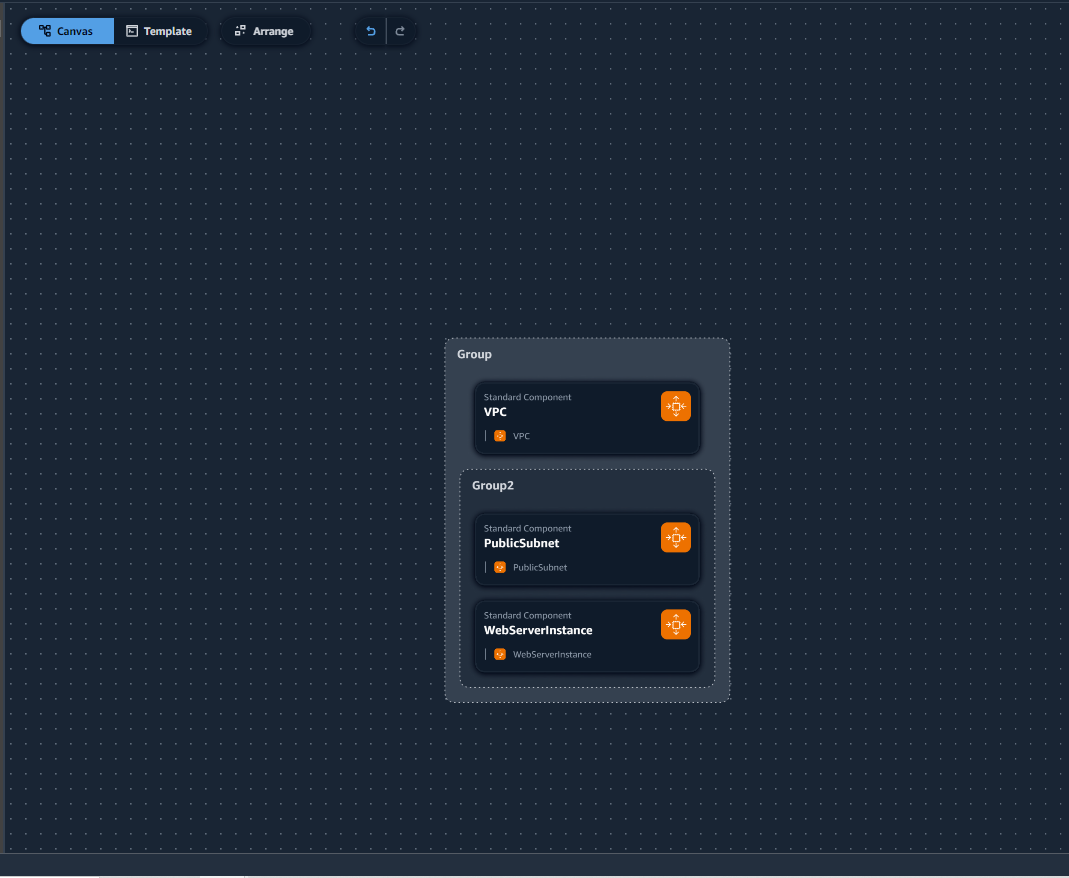 Canvas
Template
Arrange
Group
Standard Component
VPC
VPC
Group2
Standard Component
PublicSubnet
PublicSubnet
Standard Component
WebServerInstance
WebServerInstance